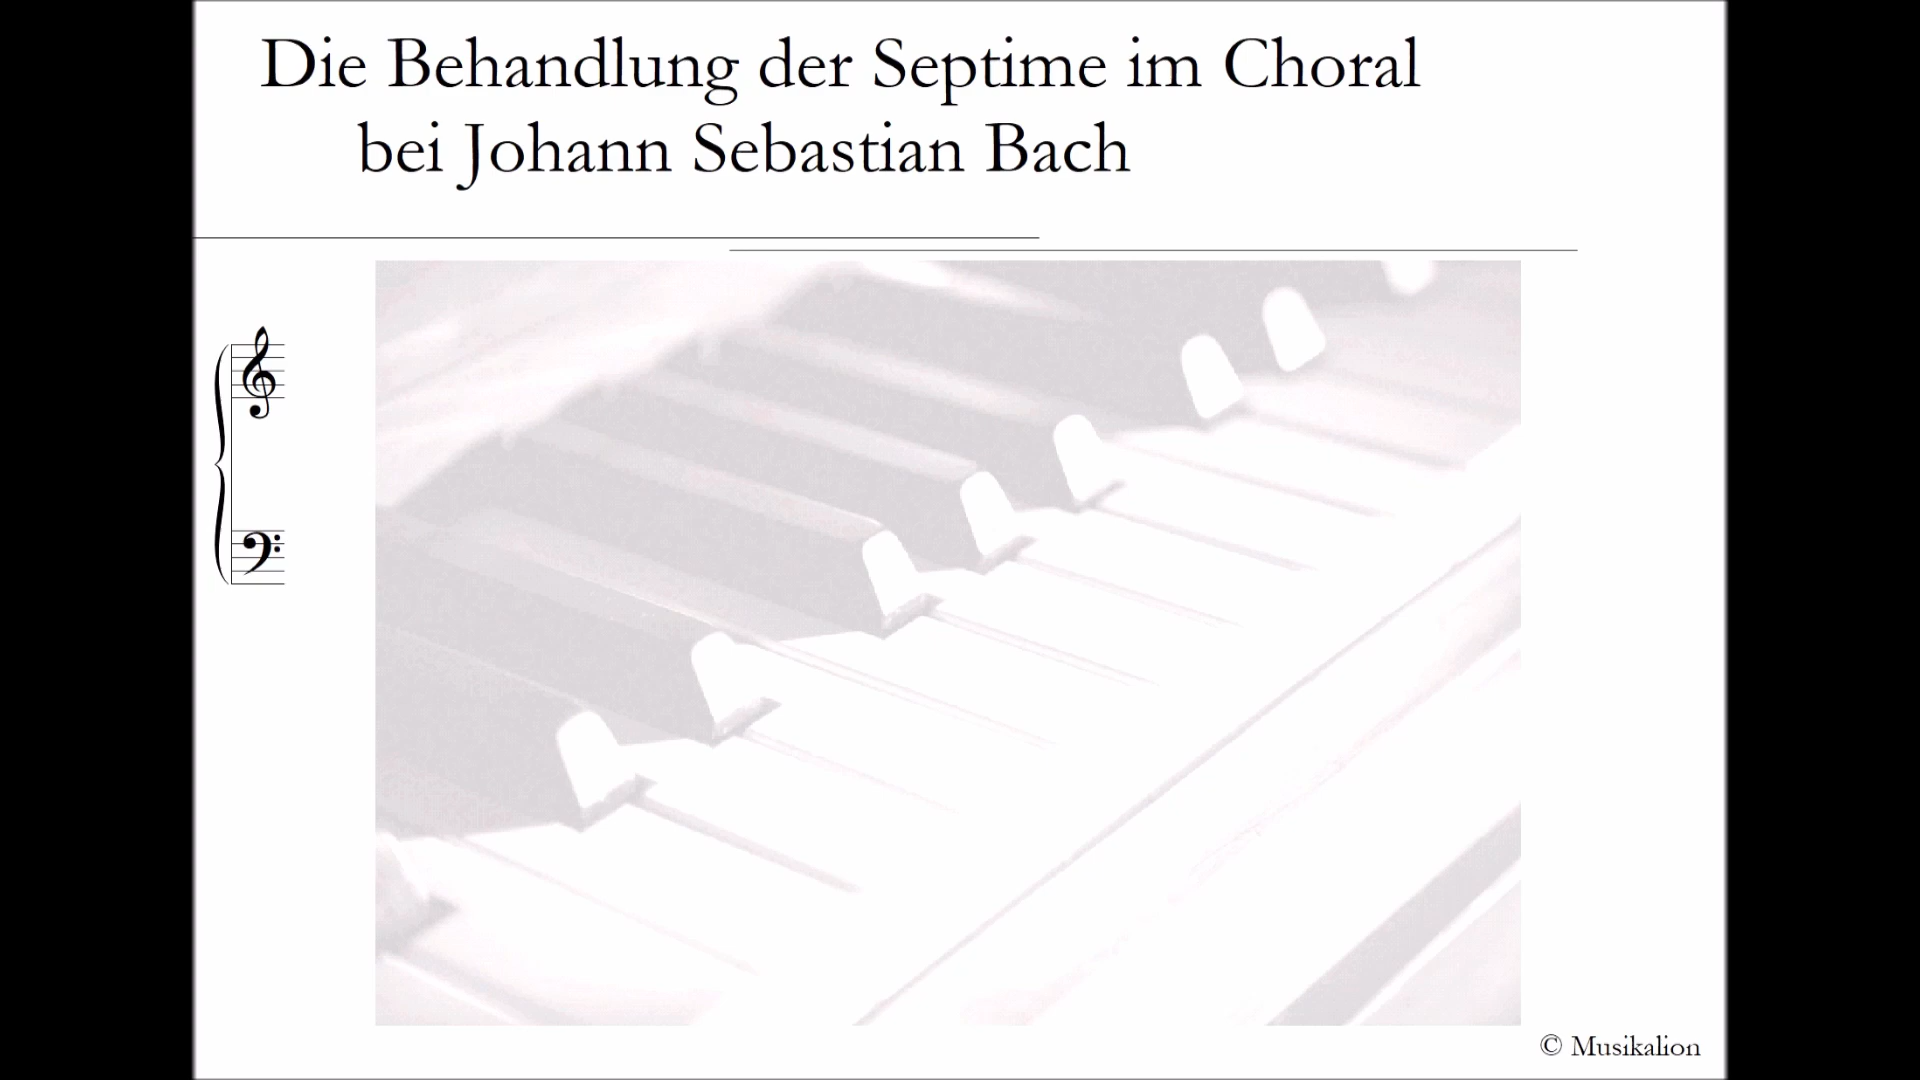 Die Behandlung der Septime im Choral
bei Johann Sebastian Bach
© Musikalion